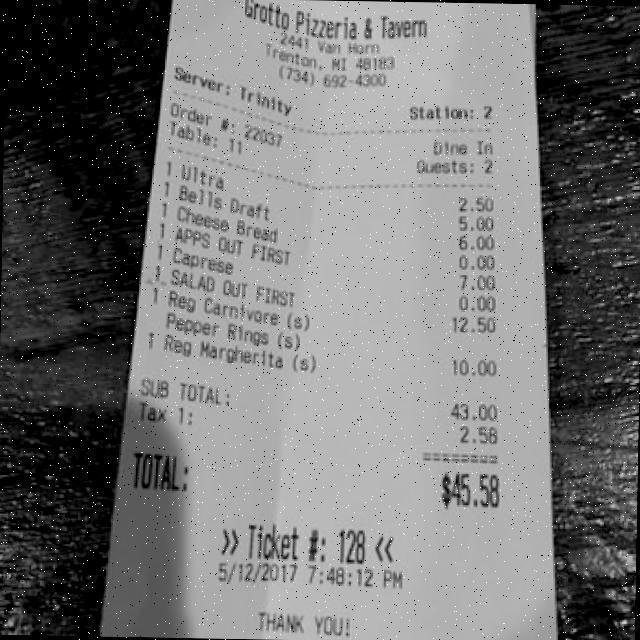 Grotto Pizzeria & Tavern
2441 Van Horn
Trenton, MI 48183
(734) 692-4300
Server: Trinity Station: 2
Order #: 22037 Dine In
Table: 11 Guests: 2
1 Ultra 2.50
1 Bells Draft 5.00
1 Cheese Bread 6.00
1 APPS OUT FIRST 0.00
1 Caprese 7.00
1 SALAD OUT FIRST 0.00
1 Reg Carnivore (s) 12.50
Pepper Rings (s)
1 Reg Margherita (s) 10.00
SUB TOTAL: 43.00
Tax 1: 2.58
========
TOTAL: $45.58
>> Ticket #: 128 <<
5/12/2017 7:48:12 PM
THANK YOU!